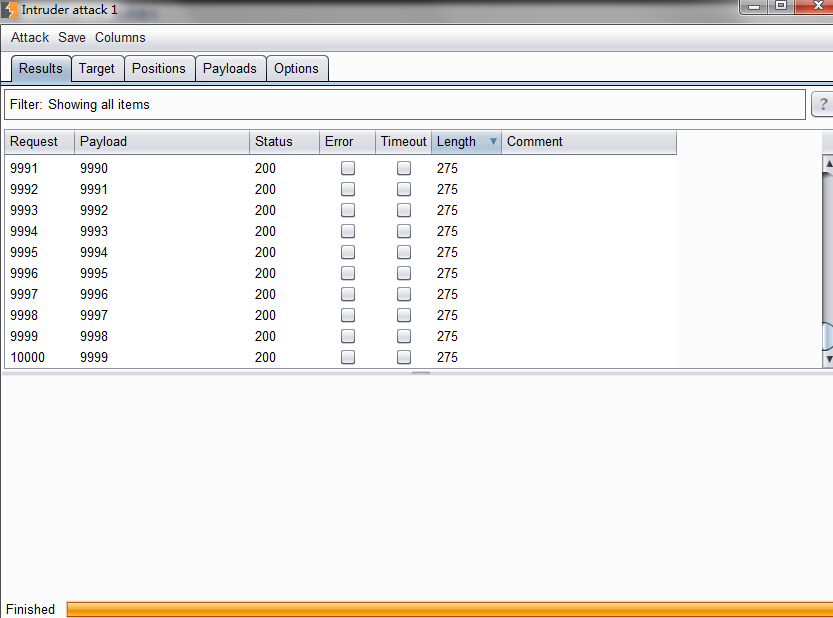 Intruder attack 1
Attack Save Columns
Results Target Positions Payloads Options
Filter: Showing all items
?
Request Payload Status Error Timeout Length Comment
9991 9990 200 275
9992 9991 200 275
9993 9992 200 275
9994 9993 200 275
9995 9994 200 275
9996 9995 200 275
9997 9996 200 275
9998 9997 200 275
9999 9998 200 275
10000 9999 200 275
Finished